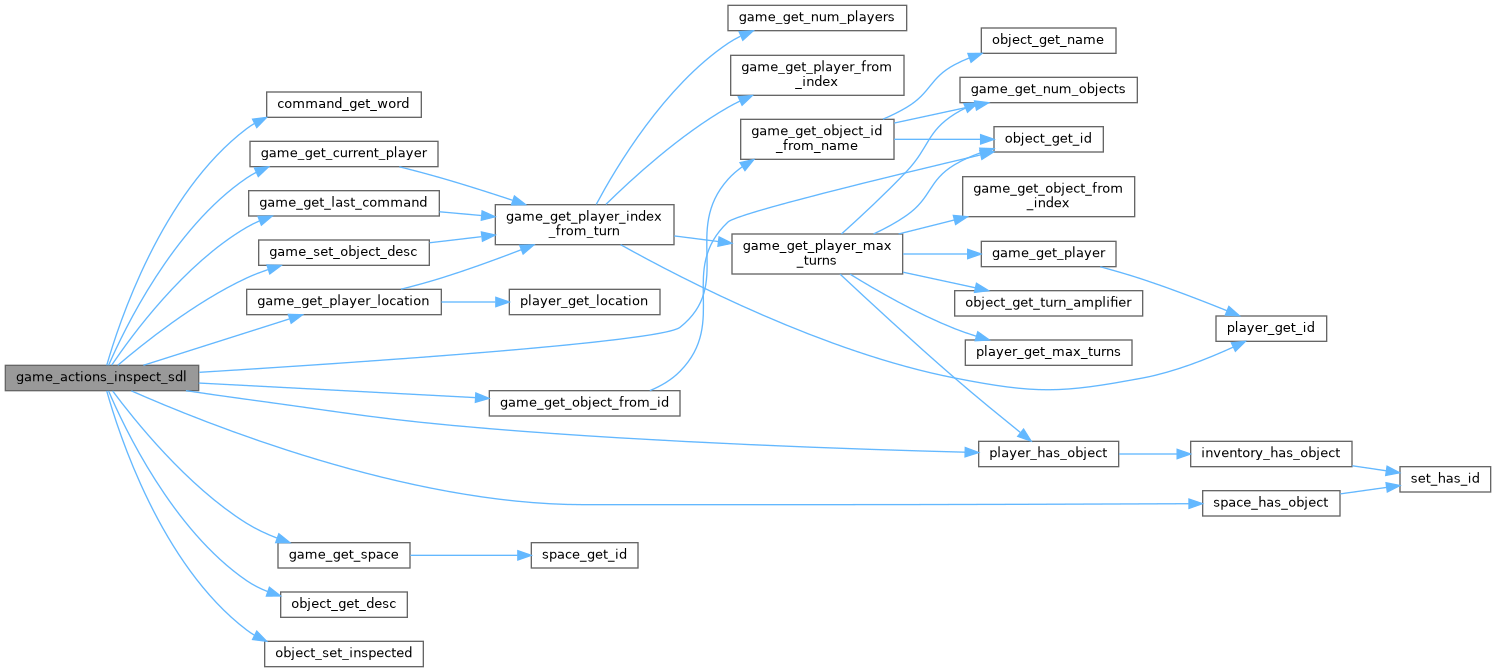 game_get_num_players
object_get_name
game_get_player_from
_index
game_get_num_objects
command_get_word
game_get_object_id
_from_name
object_get_id
game_get_current_player
game_get_object_from
_index
game_get_last_command
game_get_player_index
_from_turn
game_set_object_desc
game_get_player_max
_turns
game_get_player
game_get_player_location
player_get_location
object_get_turn_amplifier
player_get_id
player_get_max_turns
game_actions_inspect_sdl
game_get_object_from_id
player_has_object
inventory_has_object
set_has_id
space_has_object
game_get_space
space_get_id
object_get_desc
object_set_inspected